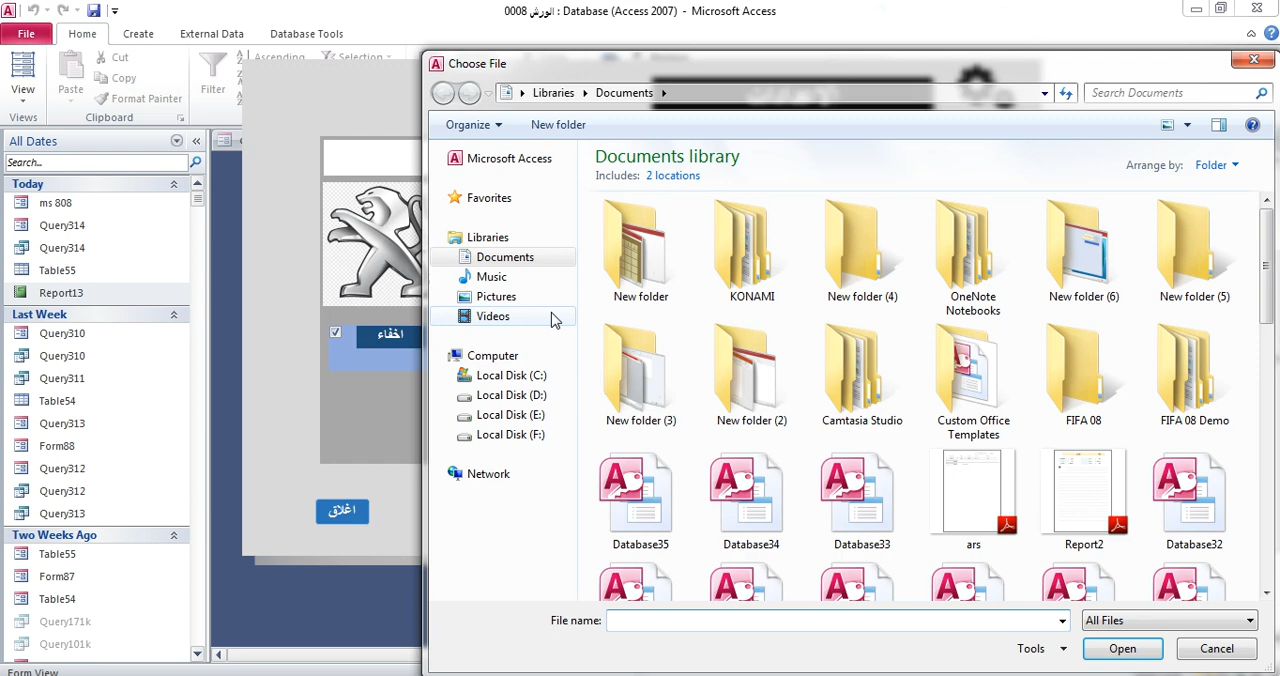 الورش 0008 : Database (Access 2007) - Microsoft Access
File Home Create External Data Database Tools
View
Views
Paste
Cut
Copy
Format Painter
Clipboard
Filter
Ascending
Selection
All Dates
Search...
Today
ms 808
Query314
Query314
Table55
Report13
Last Week
Query310
Query310
Query311
Table54
Query313
Form88
Query312
Query312
Query313
Two Weeks Ago
Table55
Form87
Table54
Query171k
Query101k
Form View
اخفاء
اغلاق
Choose File
Libraries Documents
Search Documents
Organize New folder
Microsoft Access
Favorites
Libraries
Documents
Music
Pictures
Videos
Computer
Local Disk (C:)
Local Disk (D:)
Local Disk (E:)
Local Disk (F:)
Network
Documents library
Includes: 2 locations
Arrange by: Folder
New folder KONAMI New folder (4) OneNote Notebooks New folder (6) New folder (5)
New folder (3) New folder (2) Camtasia Studio Custom Office Templates FIFA 08 FIFA 08 Demo
Database35 Database34 Database33 ars Report2 Database32
File name: All Files
Tools Open Cancel